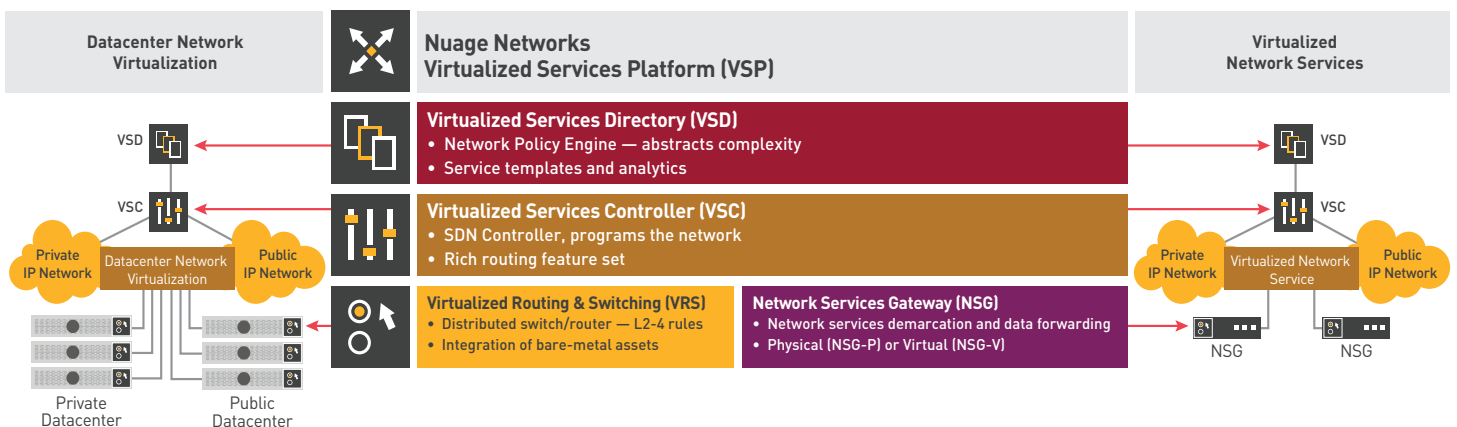 Datacenter Network
Virtualization
Nuage Networks
Virtualized Services Platform (VSP)
Virtualized
Network Services
VSD
VSC
Private
IP Network
Datacenter Network
Virtualization
Public
IP Network
Private
Datacenter
Public
Datacenter
Virtualized Services Directory (VSD)
• Network Policy Engine — abstracts complexity
• Service templates and analytics
Virtualized Services Controller (VSC)
• SDN Controller, programs the network
• Rich routing feature set
Virtualized Routing & Switching (VRS)
• Distributed switch/router — L2-4 rules
• Integration of bare-metal assets
Network Services Gateway (NSG)
• Network services demarcation and data forwarding
• Physical (NSG-P) or Virtual (NSG-V)
VSD
VSC
Private
IP Network
Virtualized Network
Service
Public
IP Network
NSG
NSG